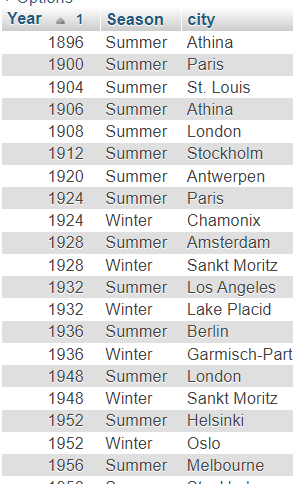 Options
Year 1 Season city
1896 Summer Athina
1900 Summer Paris
1904 Summer St. Louis
1906 Summer Athina
1908 Summer London
1912 Summer Stockholm
1920 Summer Antwerpen
1924 Summer Paris
1924 Winter Chamonix
1928 Summer Amsterdam
1928 Winter Sankt Moritz
1932 Summer Los Angeles
1932 Winter Lake Placid
1936 Summer Berlin
1936 Winter Garmisch-Part
1948 Summer London
1948 Winter Sankt Moritz
1952 Summer Helsinki
1952 Winter Oslo
1956 Summer Melbourne